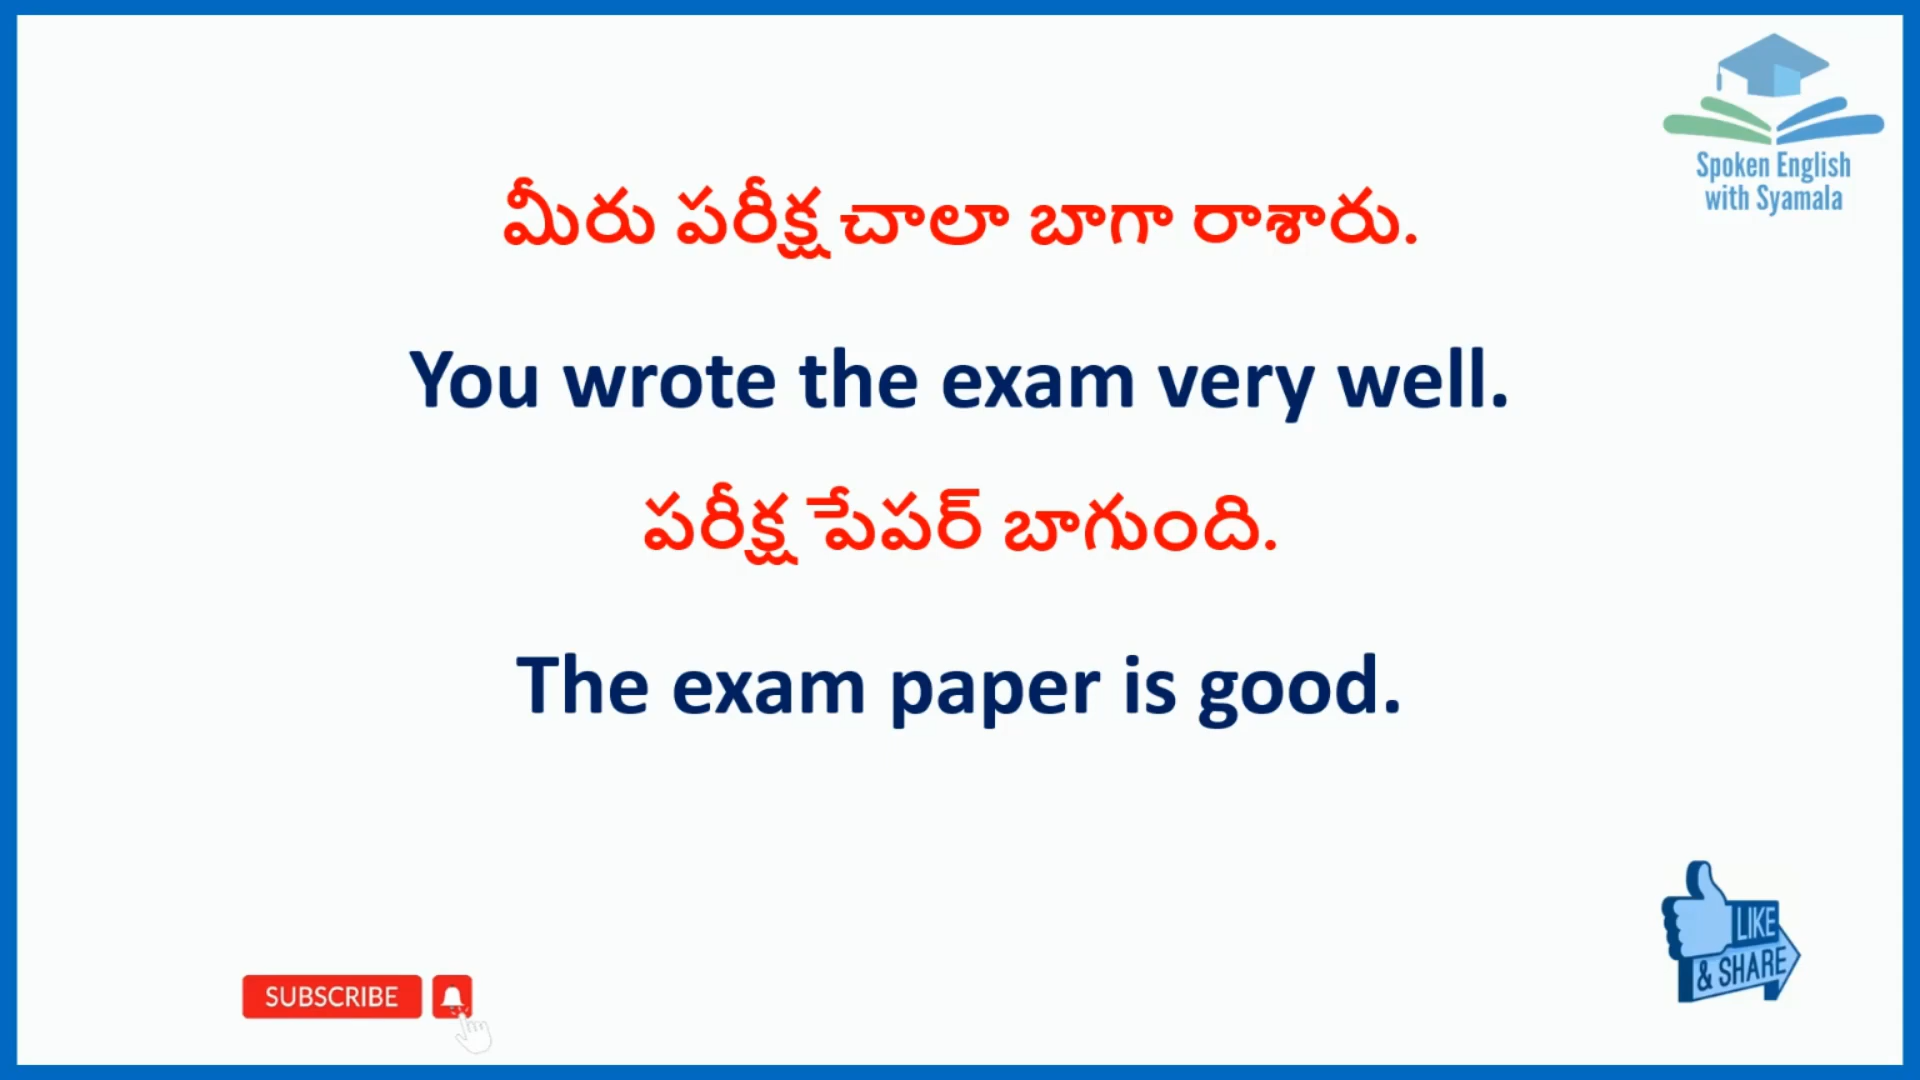 Spoken English
with Syamala
మీరు పరీక్ష చాలా బాగా రాశారు.
You wrote the exam very well.
పరీక్ష పేపర్ బాగుంది.
The exam paper is good.
LIKE
& SHARE
SUBSCRIBE